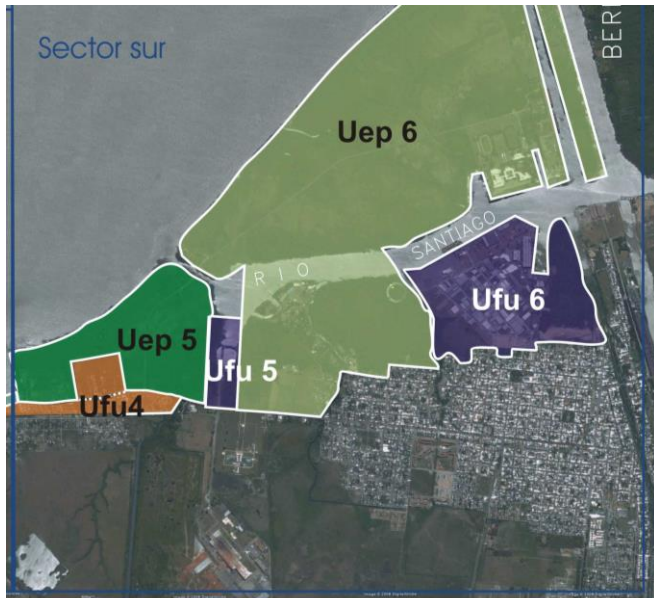 Sector sur
BER
Uep 6
SANTIAGO
RIO
Ufu 6
Uep 5
Ufu 5
Ufu4